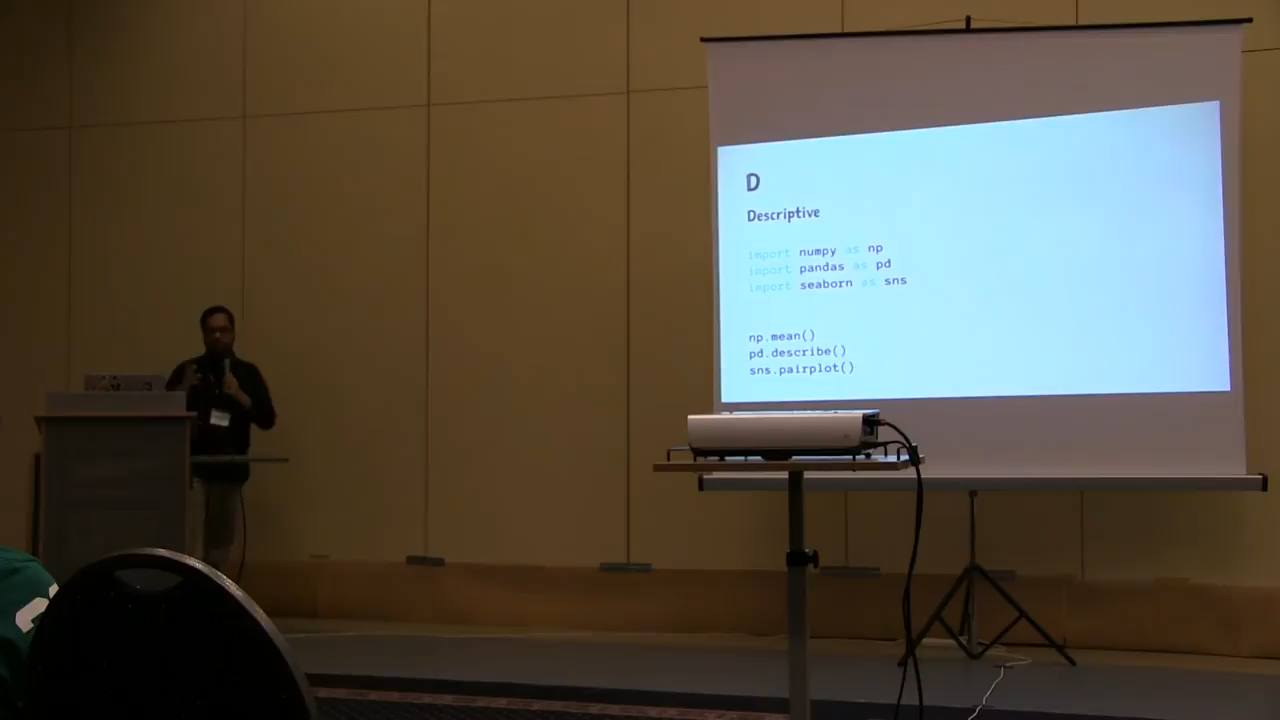 D
Descriptive
import numpy as np
import pandas as pd
import seaborn as sns
np.mean()
pd.describe()
sns.pairplot()